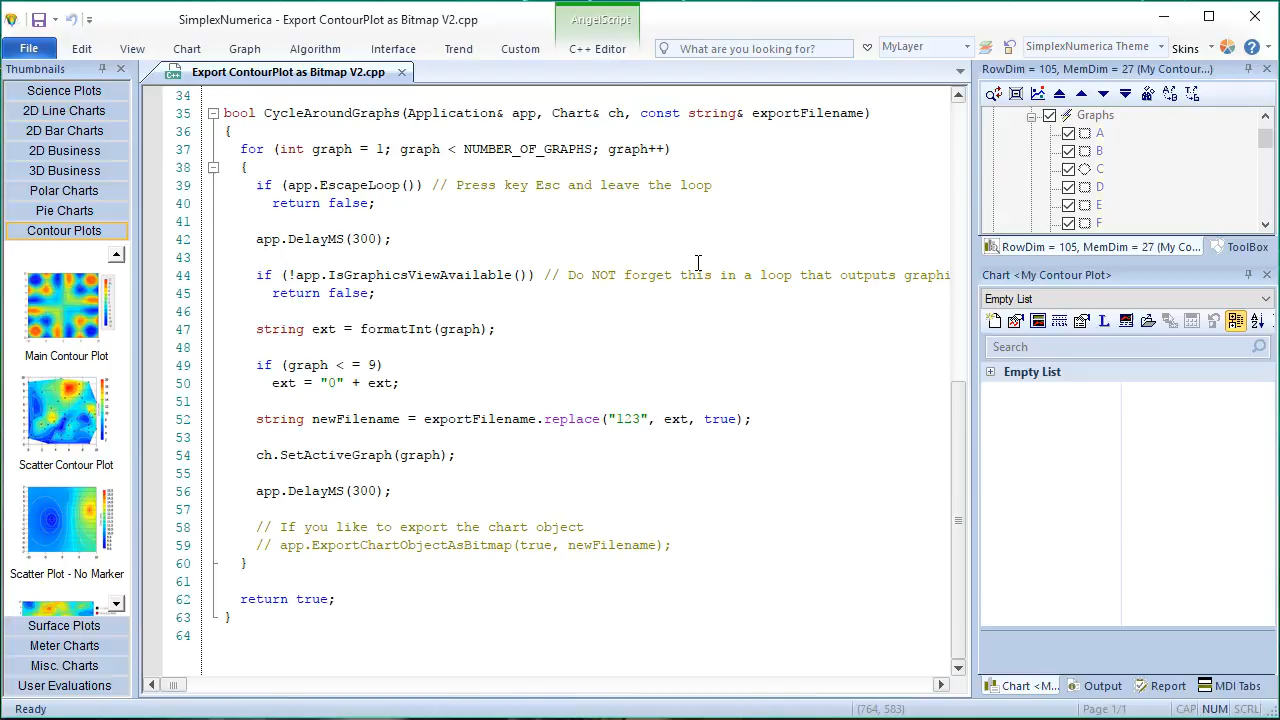 SimplexNumerica - Export ContourPlot as Bitmap V2.cpp
AngelScript
File
Edit
View
Chart
Graph
Algorithm
Interface
Trend
Custom
C++ Editor
What are you looking for?
MyLayer
SimplexNumerica Theme
Skins
Thumbnails
Science Plots
2D Line Charts
2D Bar Charts
2D Business
3D Business
Polar Charts
Pie Charts
Contour Plots
Main Contour Plot
Scatter Contour Plot
Scatter Plot - No Marker
Surface Plots
Meter Charts
Misc. Charts
User Evaluations
Export ContourPlot as Bitmap V2.cpp
34
35 bool CycleAroundGraphs(Application& app, Chart& ch, const string& exportFilename)
36 {
37 for (int graph = 1; graph < NUMBER_OF_GRAPHS; graph++)
38 {
39 if (app.EscapeLoop()) // Press key Esc and leave the loop
40 return false;
41
42 app.DelayMS(300);
43
44 if (!app.IsGraphicsViewAvailable()) // Do NOT forget this in a loop that outputs graphi
45 return false;
46
47 string ext = formatInt(graph);
48
49 if (graph < = 9)
50 ext = "0" + ext;
51
52 string newFilename = exportFilename.replace("123", ext, true);
53
54 ch.SetActiveGraph(graph);
55
56 app.DelayMS(300);
57
58 // If you like to export the chart object
59 // app.ExportChartObjectAsBitmap(true, newFilename);
60 }
61
62 return true;
63 }
64
RowDim = 105, MemDim = 27 (My Contour...)
Graphs
A
B
C
D
E
F
RowDim = 105, MemDim = 27 (My Co...
ToolBox
Chart <My Contour Plot>
Empty List
Search
Empty List
Chart <M...
Output
Report
MDI Tabs
Ready
(764, 583)
Page 1/1
CAP
NUM
SCRL